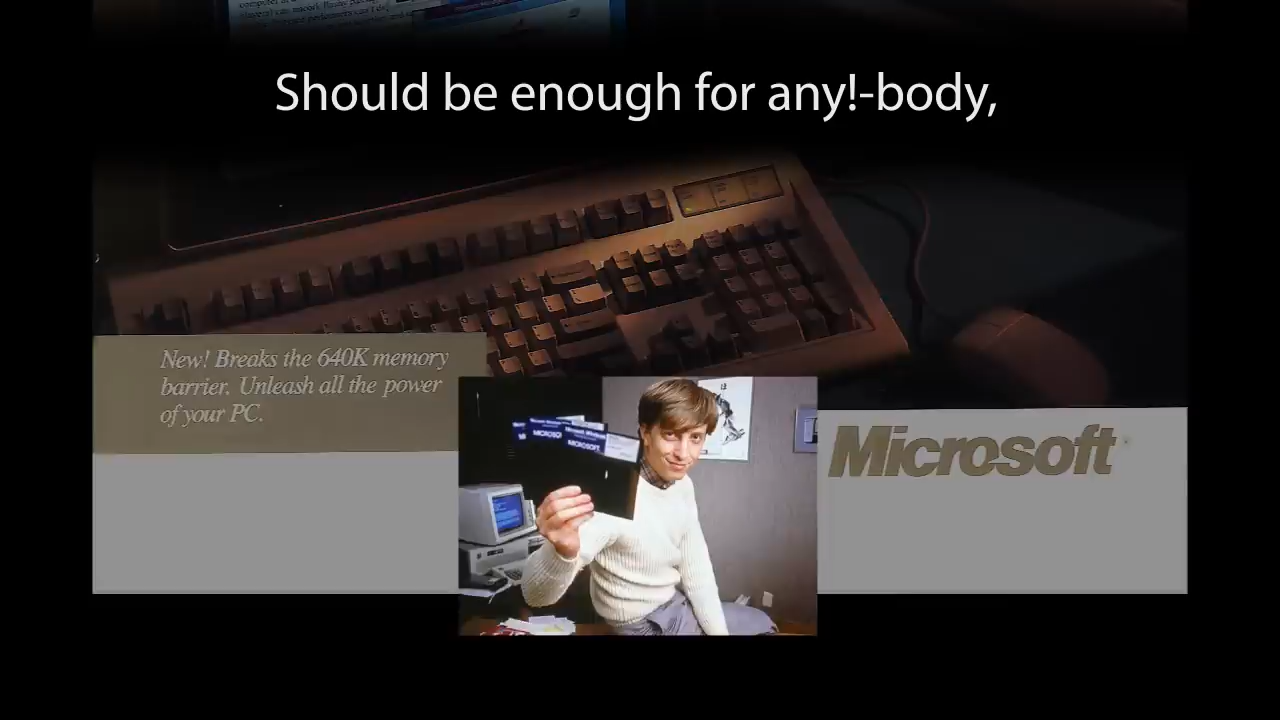 Should be enough for any!-body,
New! Breaks the 640K memory
barrier. Unleash all the power
of your PC.
MICROSOFT
Microsoft